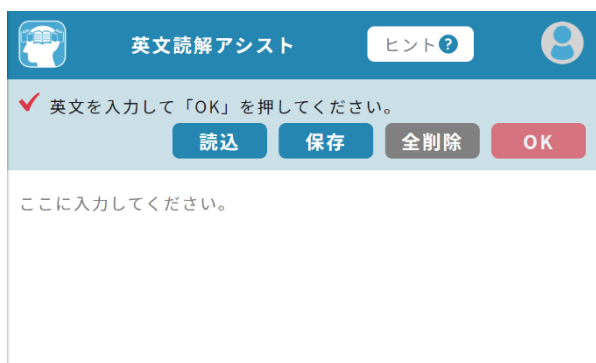 英文読解アシスト
ヒント?
英文を入力して「OK」を押してください。
読込 保存 全削除 OK
ここに入力してください。